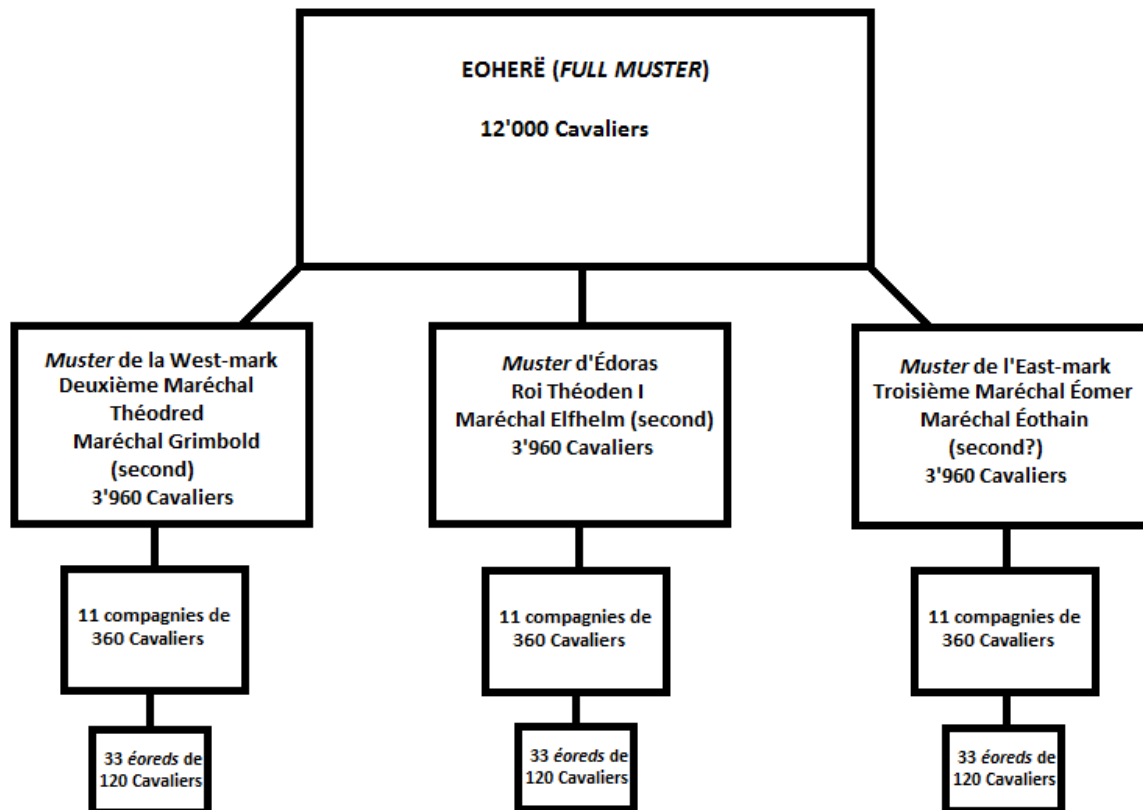 EOHERË (FULL MUSTER)
12'000 Cavaliers
Muster de la West-mark
Deuxième Maréchal
Théodred
Maréchal Grimbold
(second)
3'960 Cavaliers
Muster d'Édoras
Roi Théoden I
Maréchal Elfhelm (second)
3'960 Cavaliers
Muster de l'East-mark
Troisième Maréchal Éomer
Maréchal Éothain
(second?)
3'960 Cavaliers
11 compagnies de
360 Cavaliers
11 compagnies de
360 Cavaliers
11 compagnies de
360 Cavaliers
33 éoreds de
120 Cavaliers
33 éoreds de
120 Cavaliers
33 éoreds de
120 Cavaliers